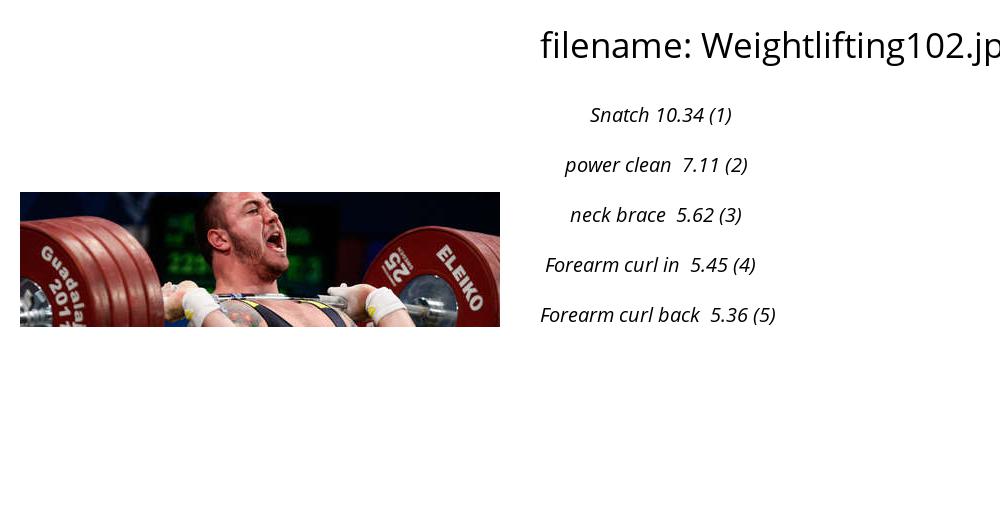 filename: Weightlifting102.jp
Snatch 10.34 (1)
power clean 7.11 (2)
neck brace 5.62 (3)
Forearm curl in 5.45 (4)
Forearm curl back 5.36 (5)
Guadalaj
201
25
ELEIKO